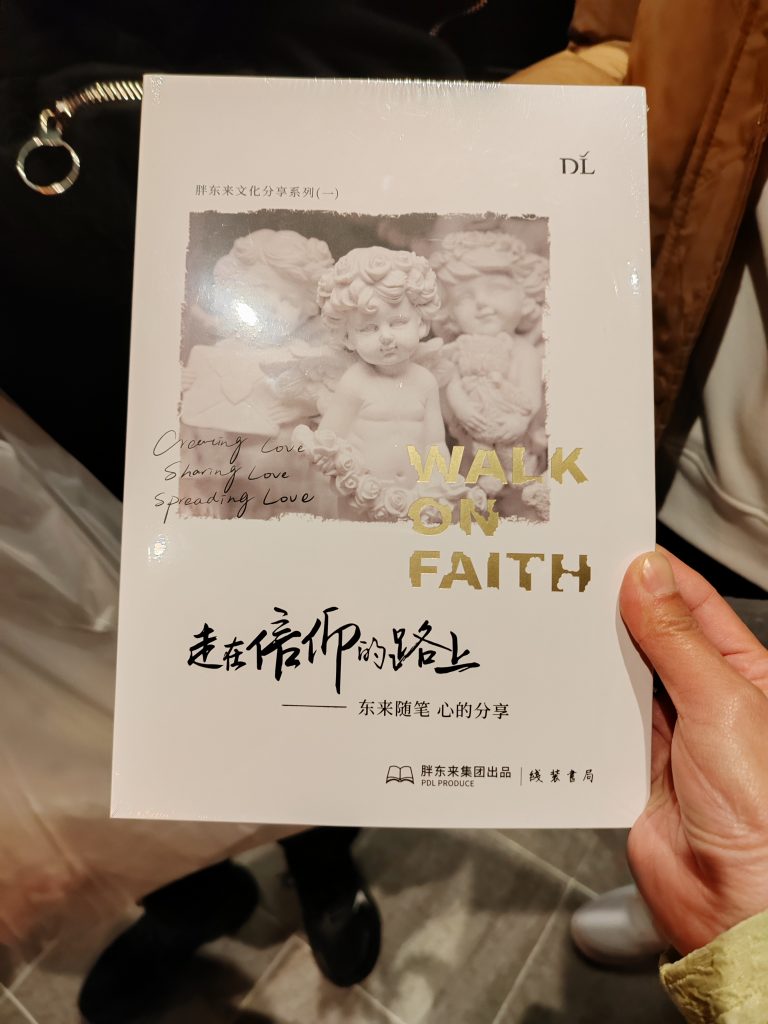 DL
胖东来文化分享系列(一)
Creating Love
Sharing Love
Spreading Love
WALK
ON
FAITH
走在信仰的路上
——东来随笔 心的分享
胖东来集团出品
PDL PRODUCE
线装书局